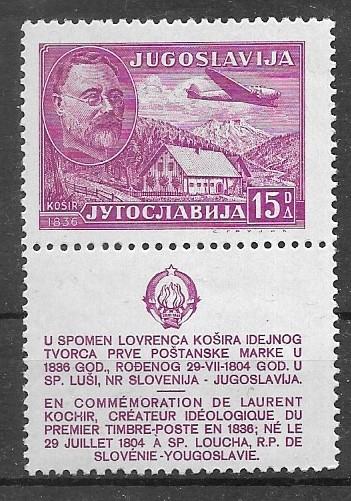 JUGOSLAVIJA
KOŠIR
1836
ЈУГОСЛАВИЈА
15 D
Д
U SPOMEN LOVRENCA KOŠIRA IDEJNOG
TVORCA PRVE POŠTANSKE MARKE U
1836 GOD., ROĐENOG 29-VII-1804 GOD. U
SP. LUŠI, NR SLOVENIJA - JUGOSLAVIJA.
EN COMMÉMORATION DE LAURENT
KOCHIR, CRÉATEUR IDÉOLOGIQUE DU
PREMIER TIMBRE-POSTE EN 1836; NÉ LE
29 JUILLET 1804 À SP. LOUCHA, R.P. DE
SLOVÉNIE-YOUGOSLAVIE.